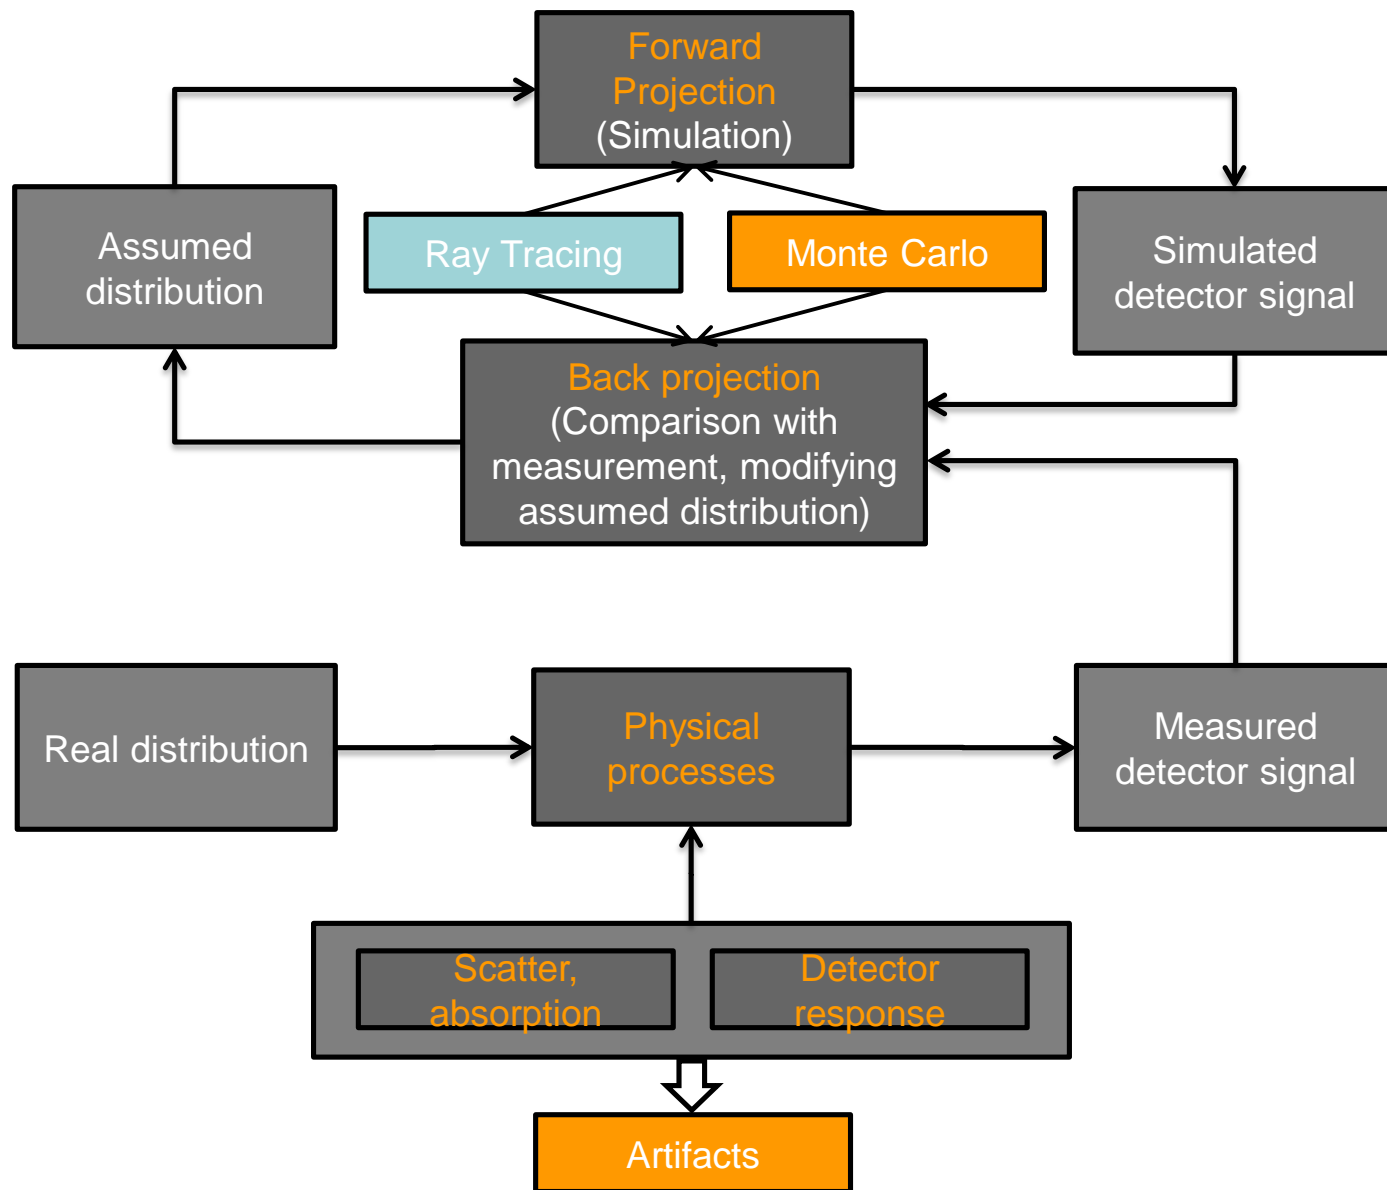 Forward
Projection
(Simulation)
Assumed
distribution
Ray Tracing
Monte Carlo
Simulated
detector signal
Back projection
(Comparison with
measurement, modifying
assumed distribution)
Real distribution
Physical
processes
Measured
detector signal
Scatter,
absorption
Detector
response
Artifacts